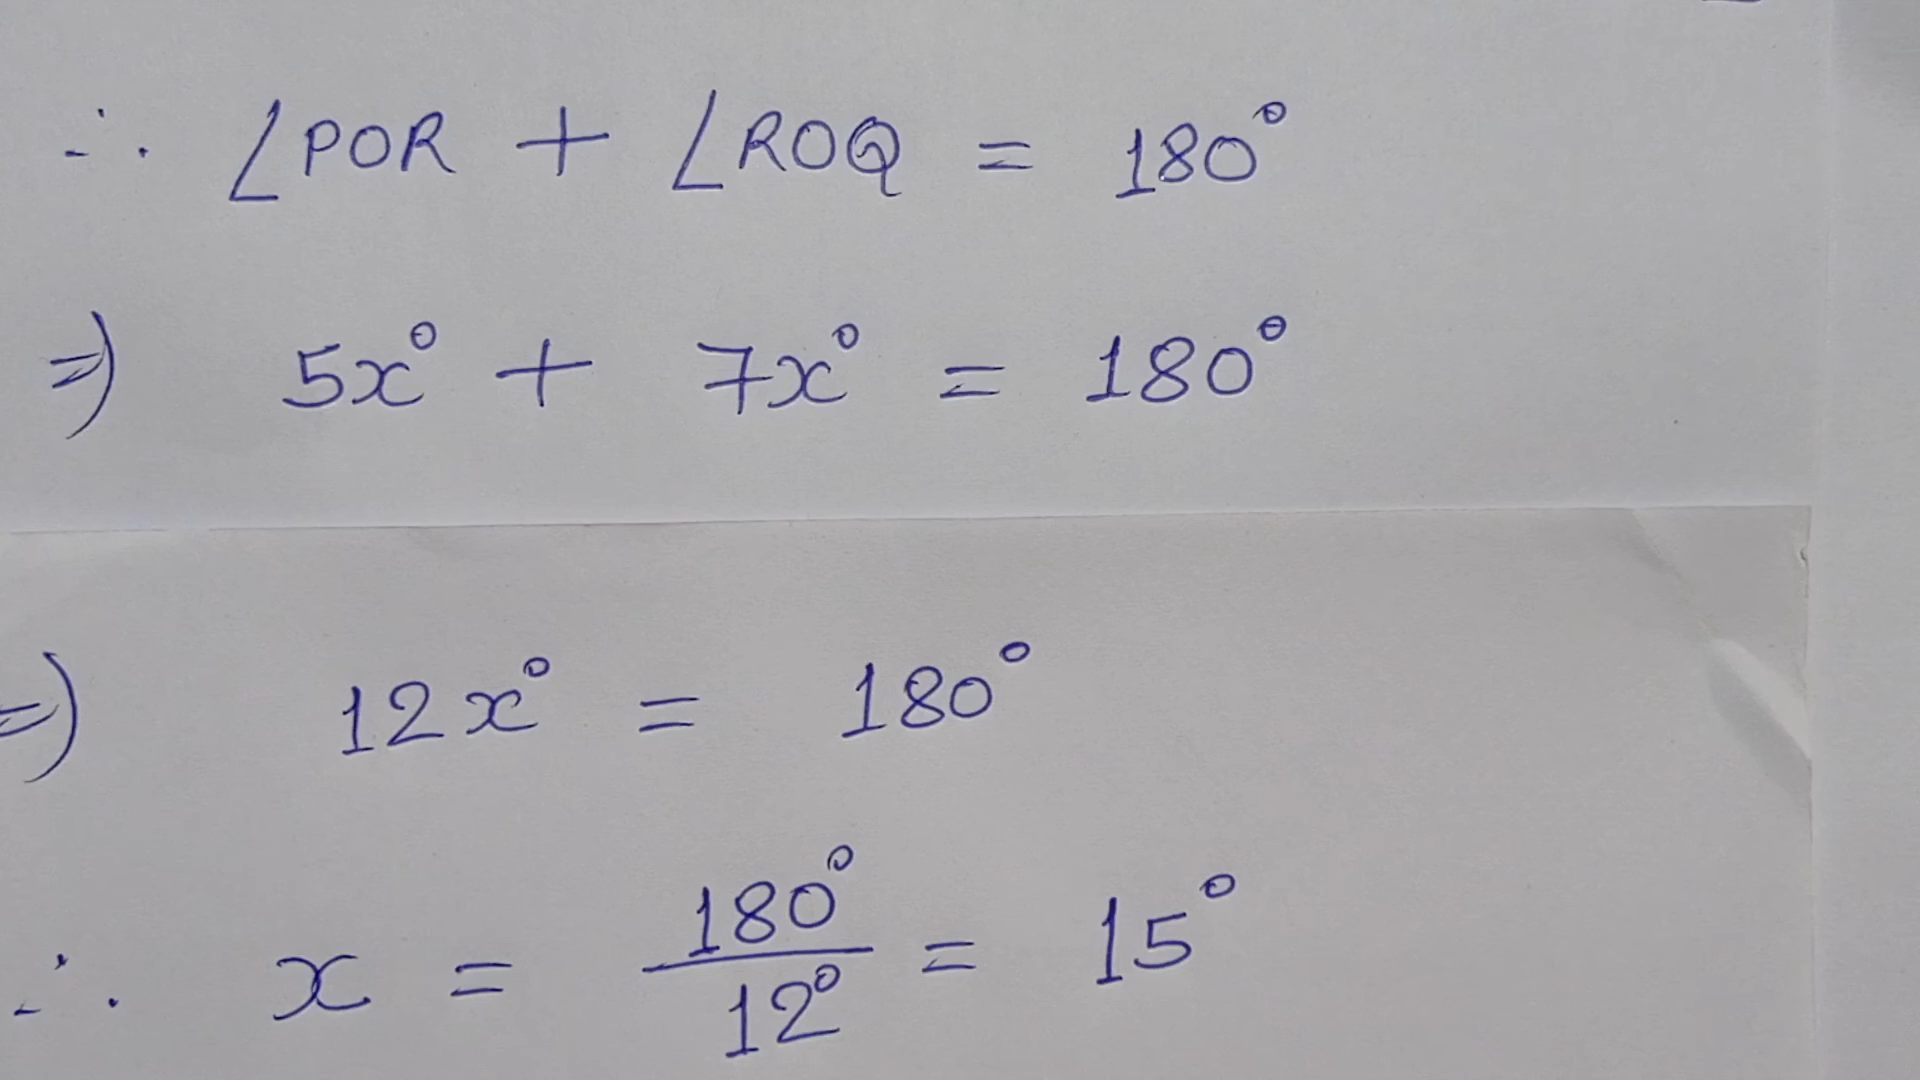 ∴ ∠POR + ∠ROQ = 180°
⇒) 5x° + 7x° = 180°
⇒) 12x° = 180°
∴ x = 180°/12° = 15°